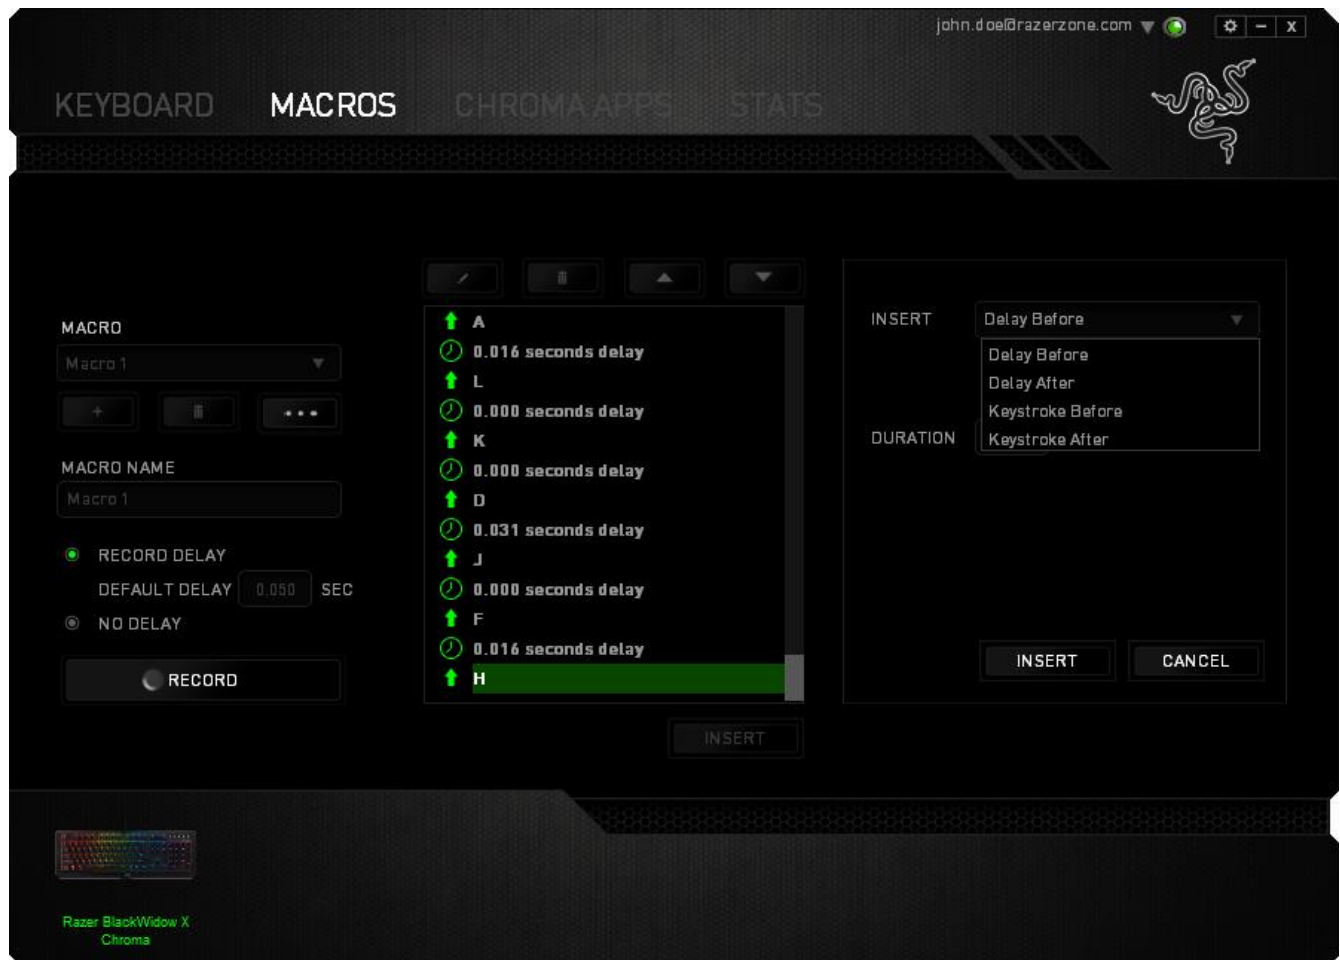 john.doe@razerzone.com
KEYBOARD MACROS CHROMA APPS STATS
MACRO
Macro 1
MACRO NAME
Macro 1
RECORD DELAY
DEFAULT DELAY 0.050 SEC
NO DELAY
RECORD
A
0.016 seconds delay
L
0.000 seconds delay
K
0.000 seconds delay
D
0.031 seconds delay
J
0.000 seconds delay
F
0.016 seconds delay
H
INSERT
INSERT Delay Before
Delay Before
Delay After
Keystroke Before
Keystroke After
DURATION
INSERT CANCEL
Razer BlackWidow X
Chroma